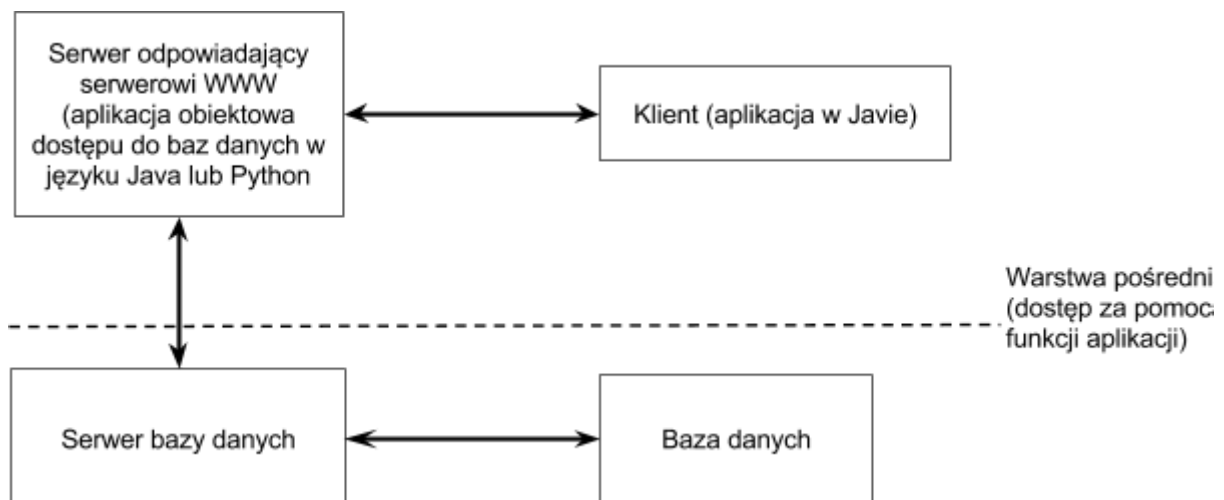 Serwer odpowiadający
serwerowi WWW
(aplikacja obiektowa
dostępu do baz danych w
języku Java lub Python
Klient (aplikacja w Javie)
Warstwa pośredni
(dostęp za pomocą
funkcji aplikacji)
Serwer bazy danych
Baza danych